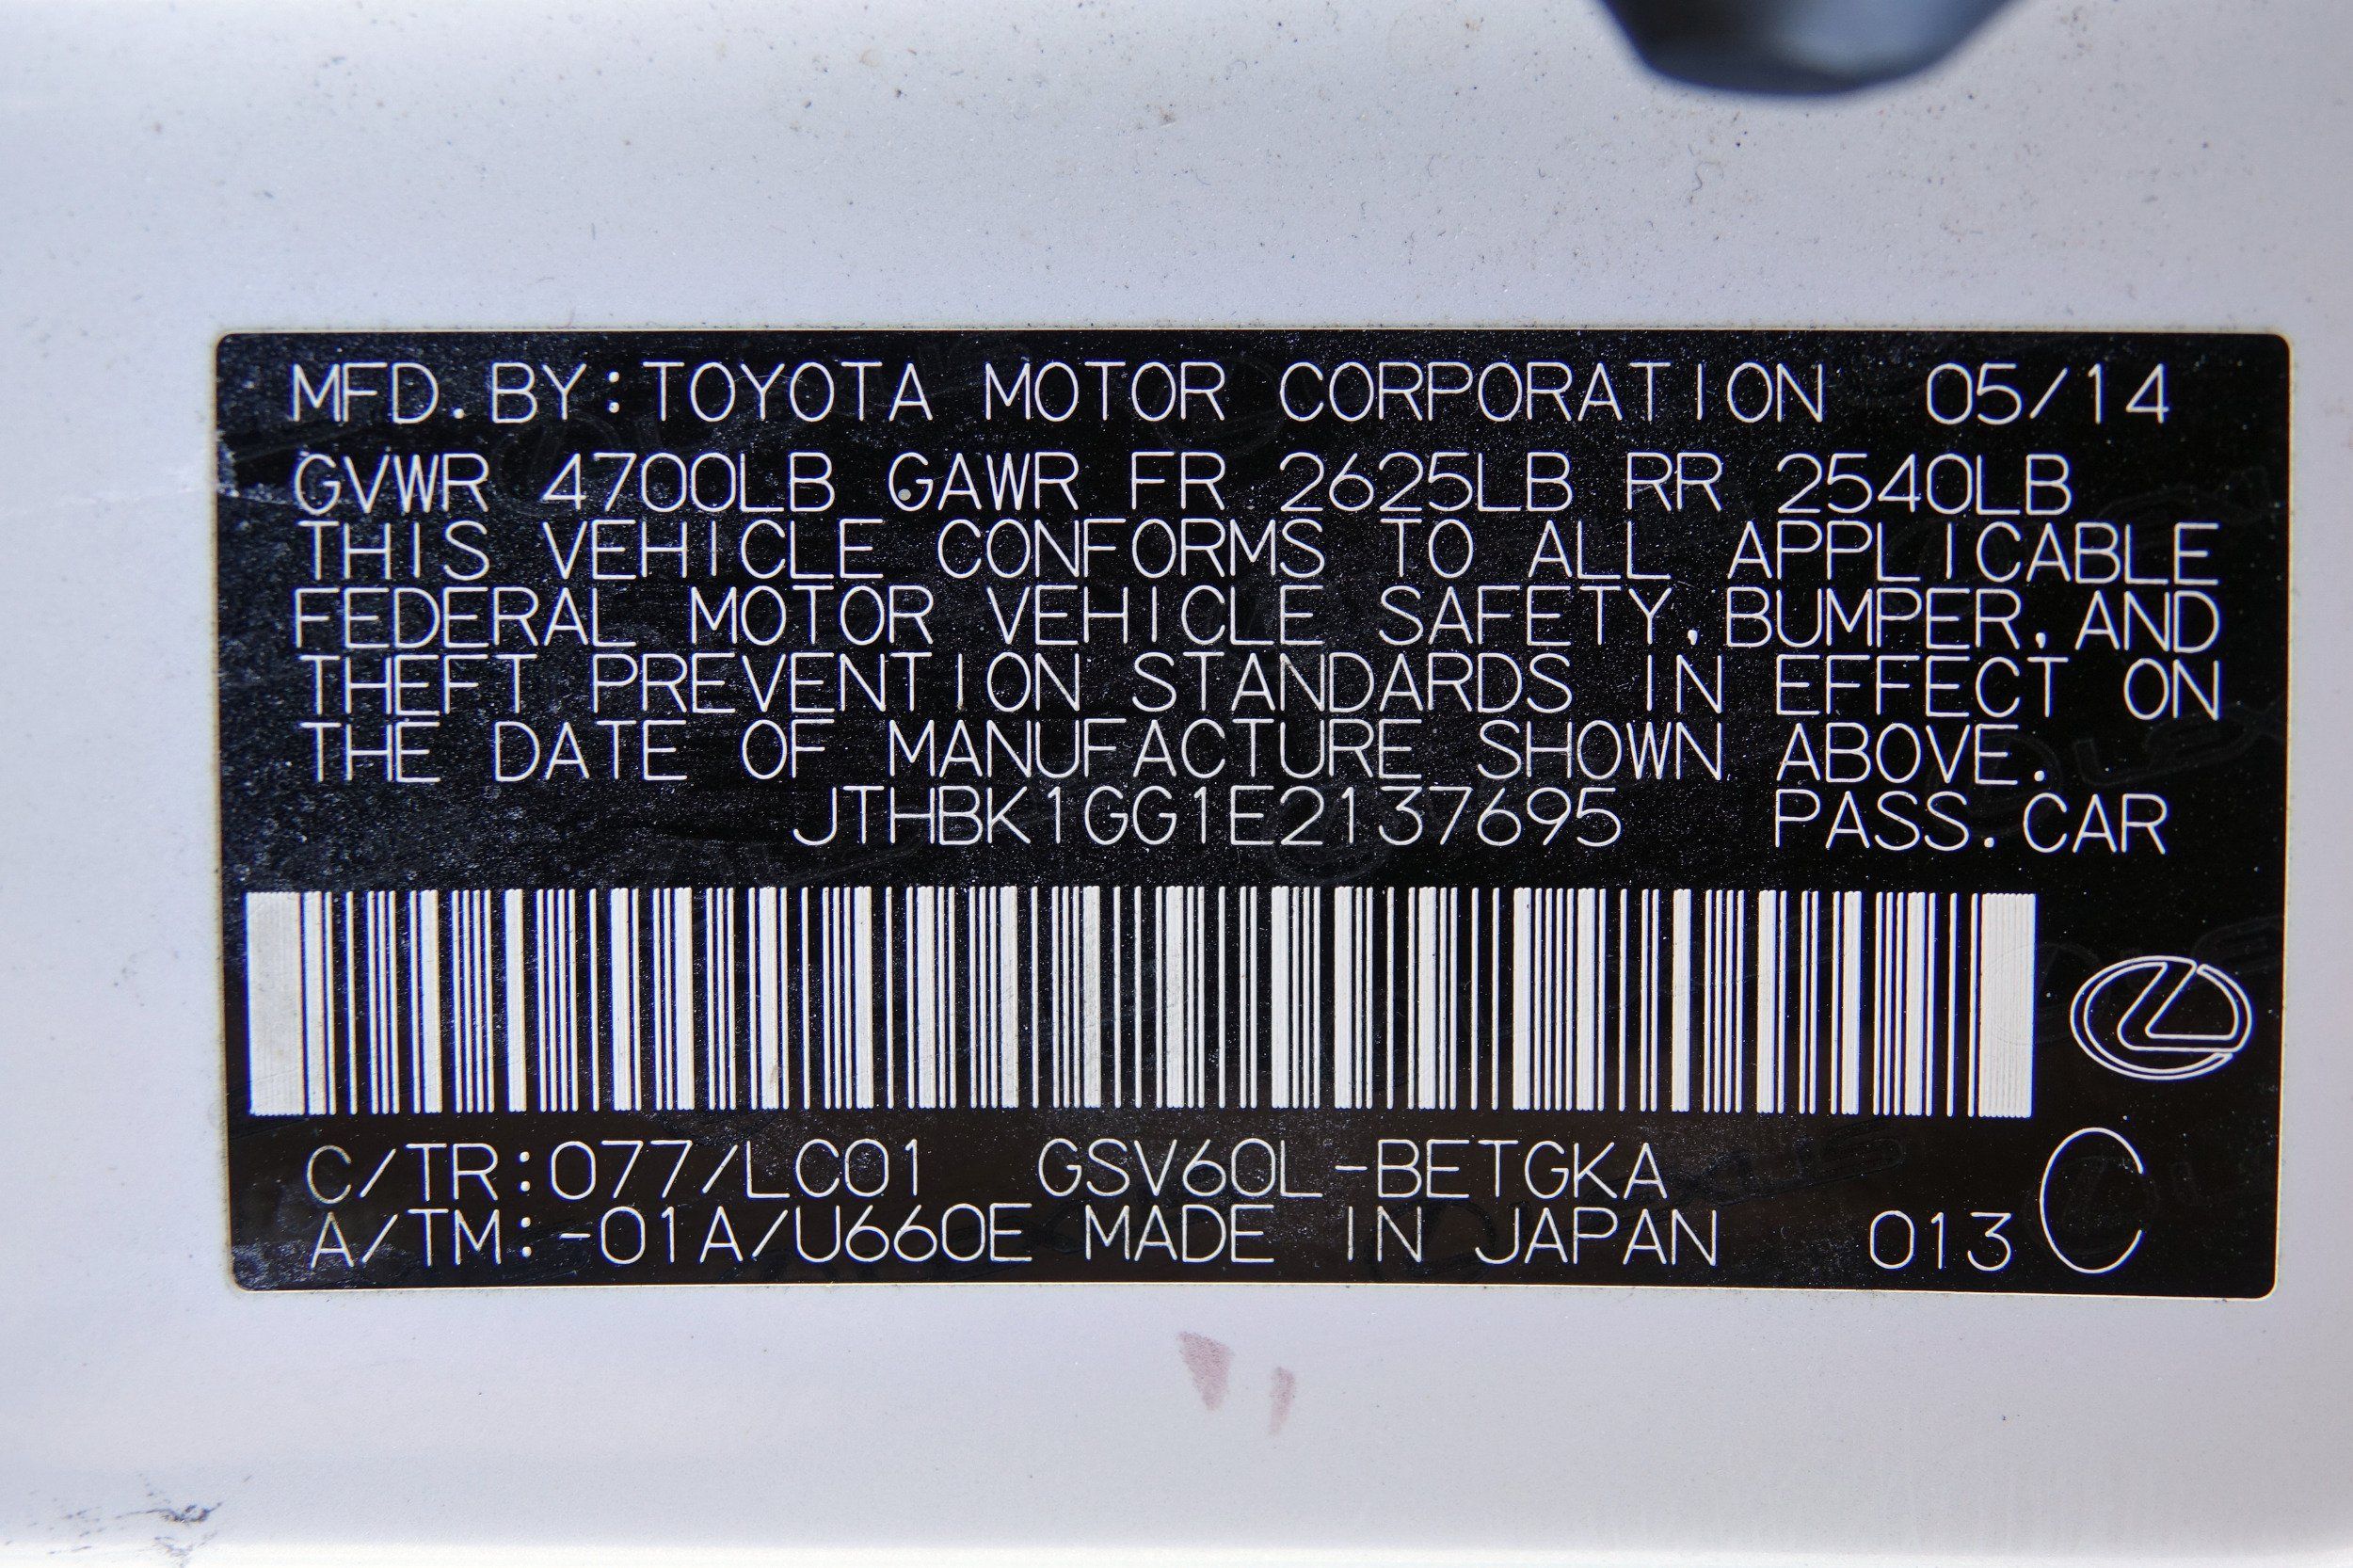 MFD.BY:TOYOTA MOTOR CORPORATION 05/14
GVWR 4700LB GAWR FR 2625LB RR 2540LB
THIS VEHICLE CONFORMS TO ALL APPLICABLE
FEDERAL MOTOR VEHICLE SAFETY,BUMPER,AND
THEFT PREVENTION STANDARDS IN EFFECT ON
THE DATE OF MANUFACTURE SHOWN ABOVE.
JTHBK1GG1E2137695 PASS.CAR
C/TR:077/LC01 GSV60L-BETGKA
A/TM:-01A/U660E MADE IN JAPAN 013 C